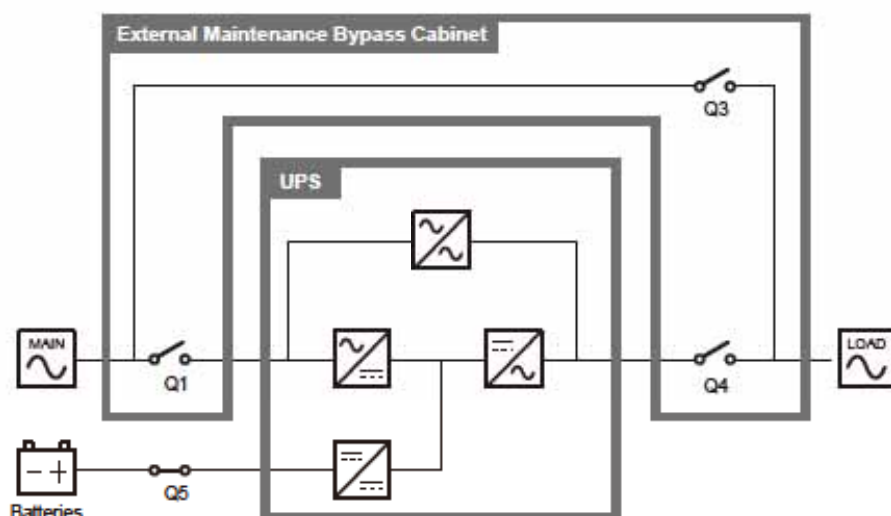 External Maintenance Bypass Cabinet
Q3
UPS
MAIN
Q1
Q4
LOAD
Q5
Batteries